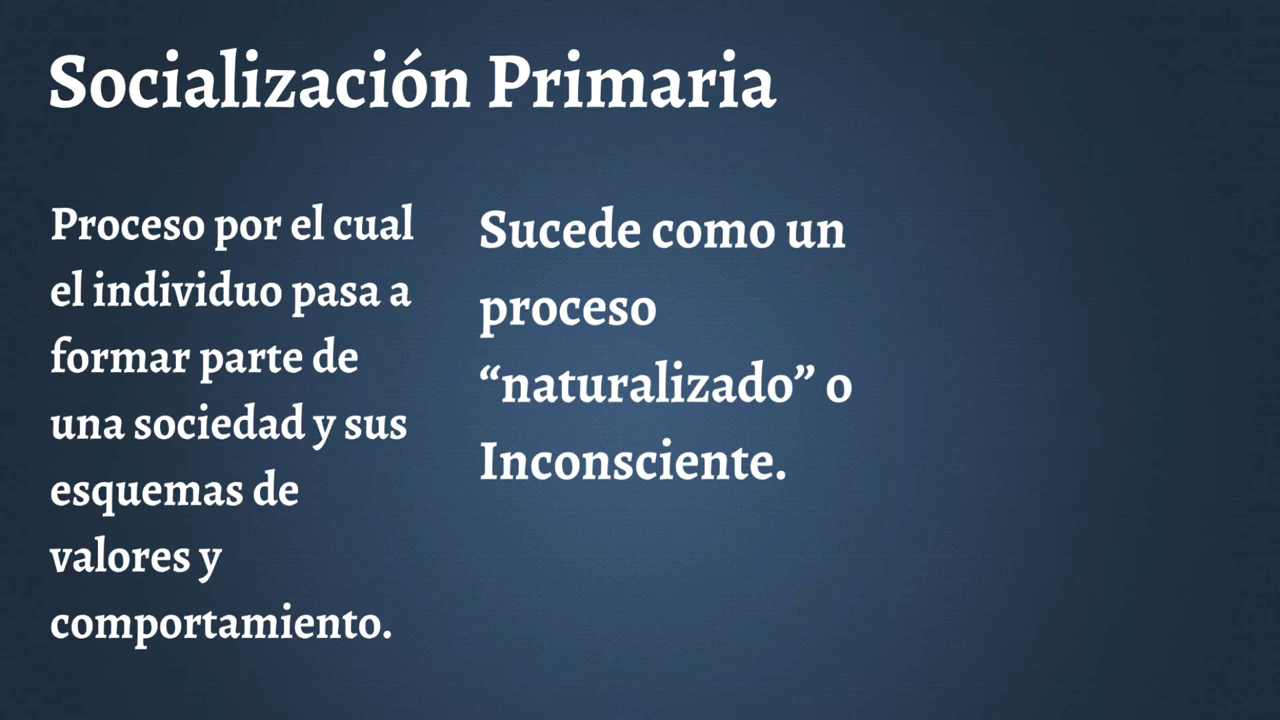 Socialización Primaria
Proceso por el cual
el individuo pasa a
formar parte de
una sociedad y sus
esquemas de
valores y
comportamiento.
Sucede como un
proceso
“naturalizado” o
Inconsciente.